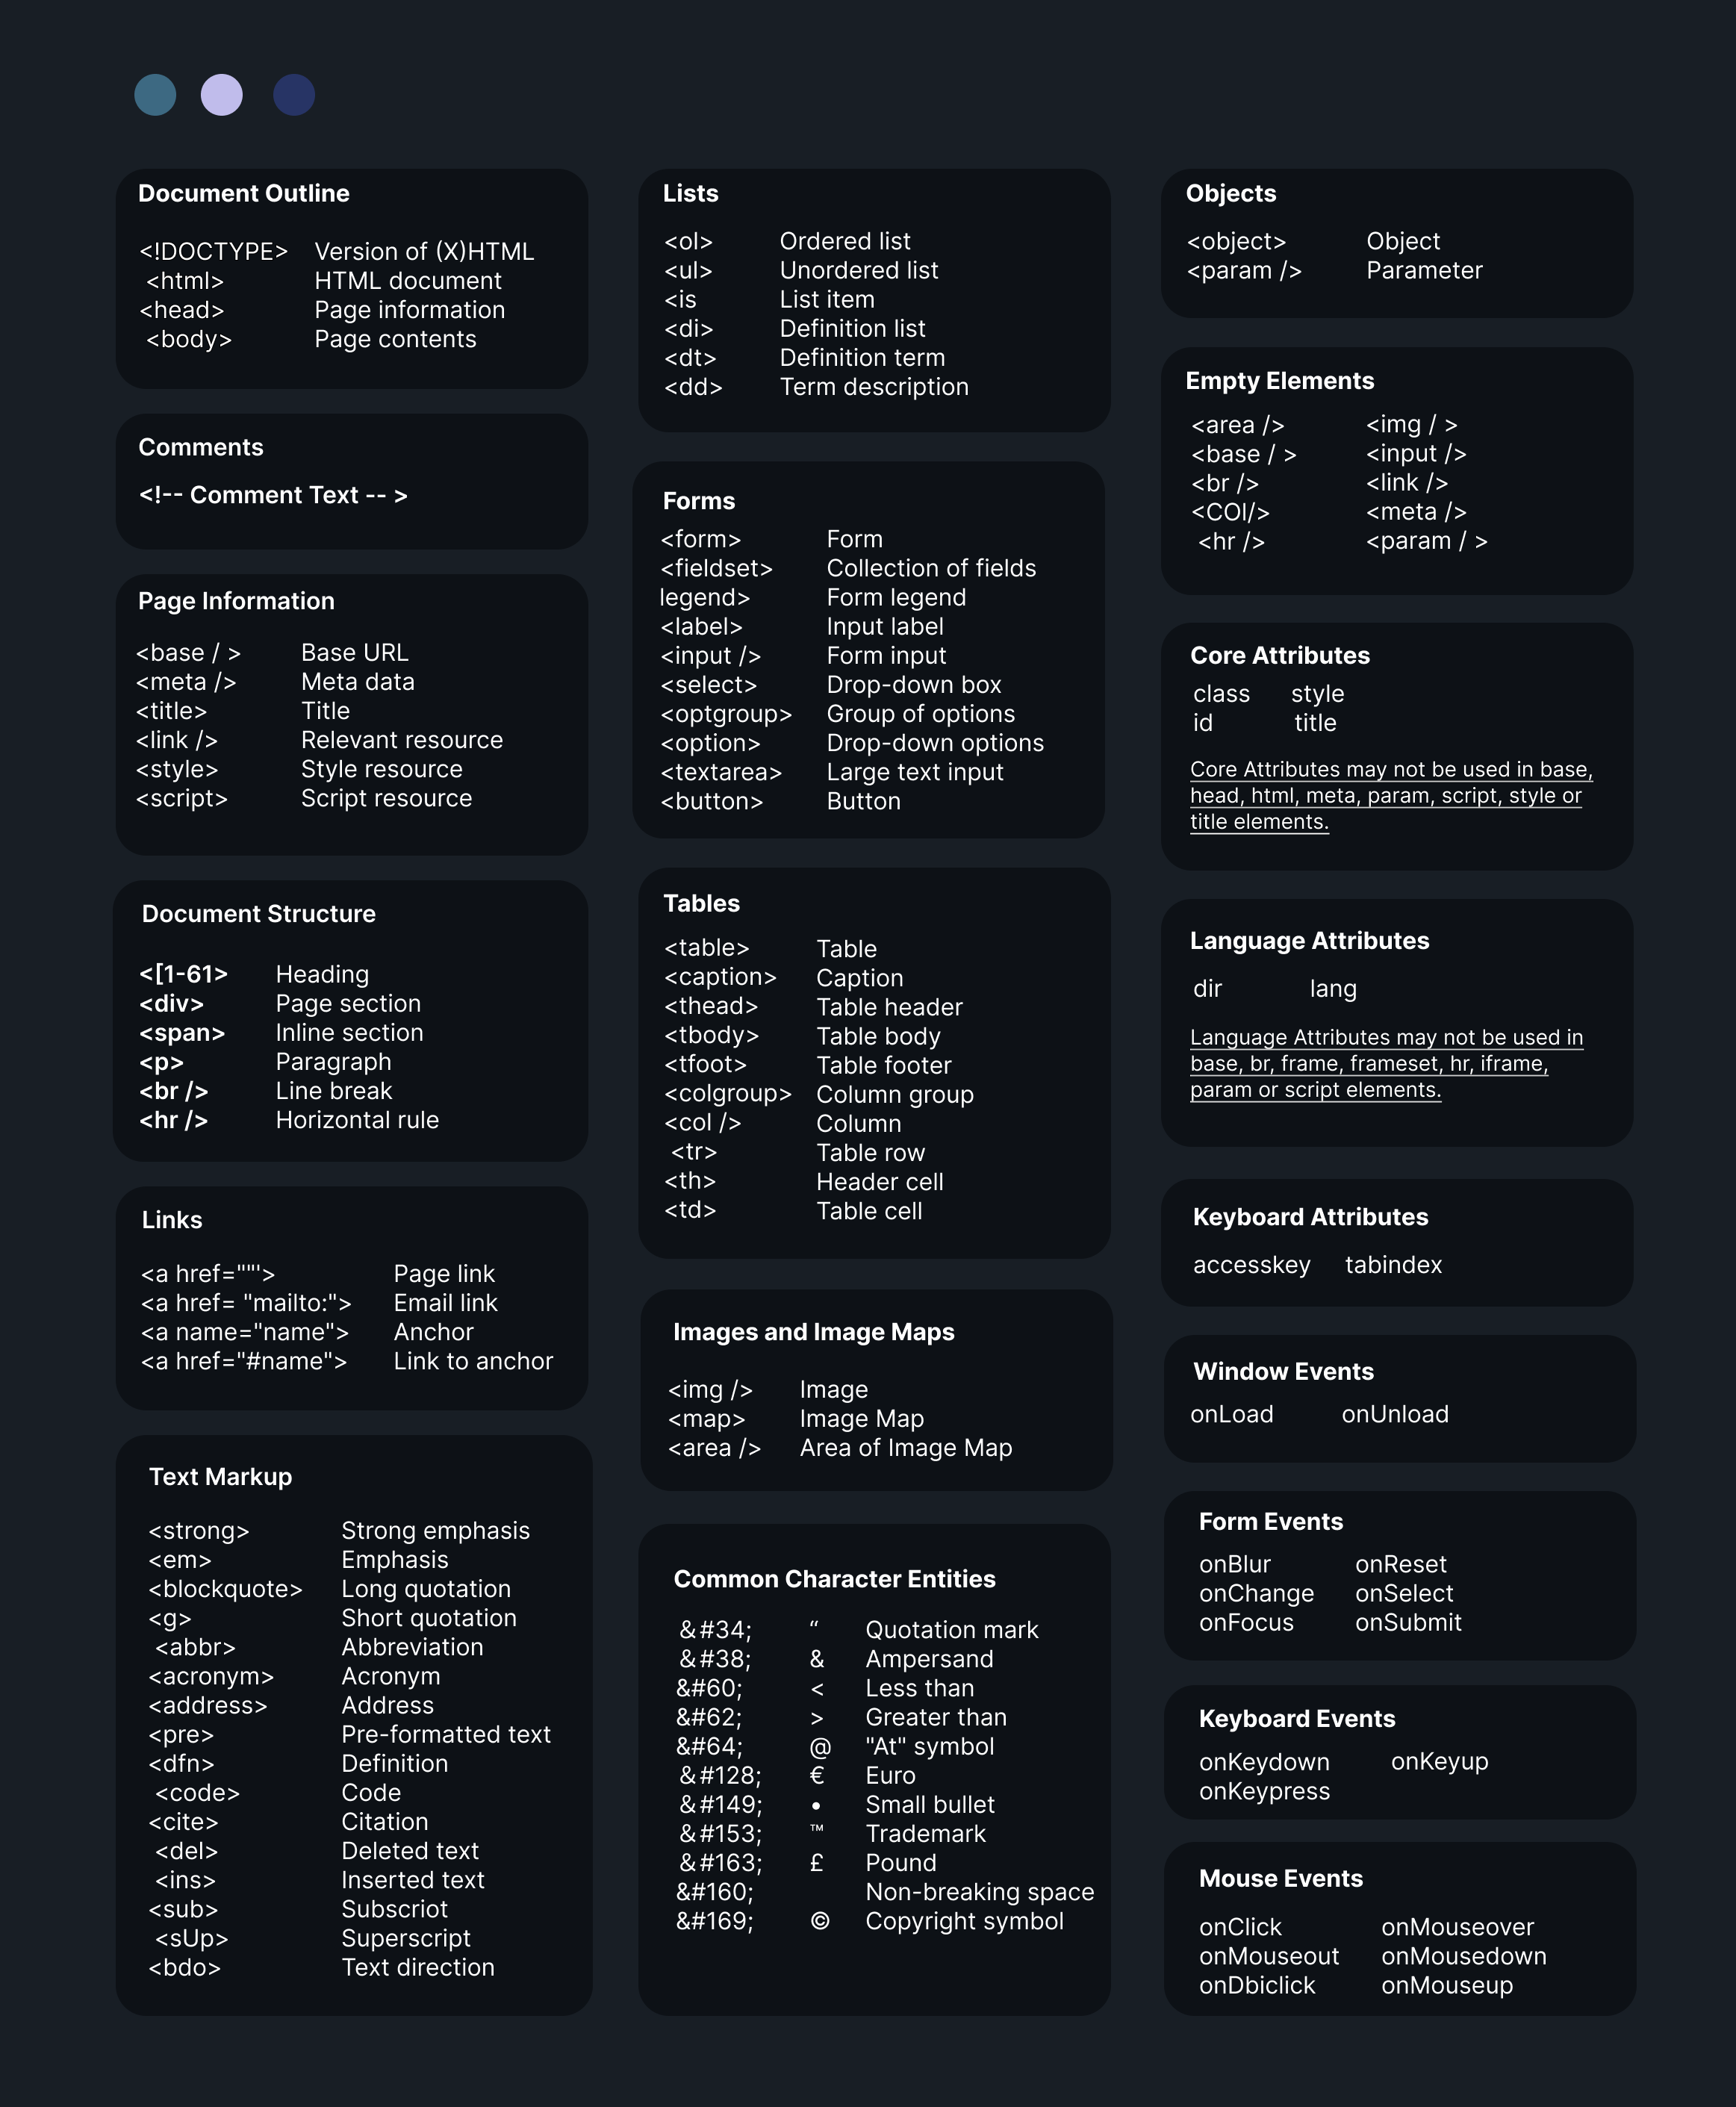 Document Outline
<!DOCTYPE> Version of (X)HTML
<html> HTML document
<head> Page information
<body> Page contents
Comments
<!-- Comment Text -- >
Page Information
<base / > Base URL
<meta /> Meta data
<title> Title
<link /> Relevant resource
<style> Style resource
<script> Script resource
Document Structure
<[1-61> Heading
<div> Page section
<span> Inline section
<p> Paragraph
<br /> Line break
<hr /> Horizontal rule
Links
<a href=""'> Page link
<a href= "mailto:"> Email link
<a name="name"> Anchor
<a href="#name"> Link to anchor
Text Markup
<strong> Strong emphasis
<em> Emphasis
<blockquote> Long quotation
<g> Short quotation
<abbr> Abbreviation
<acronym> Acronym
<address> Address
<pre> Pre-formatted text
<dfn> Definition
<code> Code
<cite> Citation
<del> Deleted text
<ins> Inserted text
<sub> Subscriot
<sUp> Superscript
<bdo> Text direction
Lists
<ol> Ordered list
<ul> Unordered list
<is List item
<di> Definition list
<dt> Definition term
<dd> Term description
Forms
<form> Form
<fieldset> Collection of fields
legend> Form legend
<label> Input label
<input /> Form input
<select> Drop-down box
<optgroup> Group of options
<option> Drop-down options
<textarea> Large text input
<button> Button
Tables
<table> Table
<caption> Caption
<thead> Table header
<tbody> Table body
<tfoot> Table footer
<colgroup> Column group
<col /> Column
<tr> Table row
<th> Header cell
<td> Table cell
Images and Image Maps
<img /> Image
<map> Image Map
<area /> Area of Image Map
Common Character Entities
&#34; “ Quotation mark
&#38; & Ampersand
&#60; < Less than
&#62; > Greater than
&#64; @ "At" symbol
&#128; € Euro
&#149; • Small bullet
&#153; ™ Trademark
&#163; £ Pound
&#160; Non-breaking space
&#169; © Copyright symbol
Objects
<object> Object
<param /> Parameter
Empty Elements
<area /> <img / >
<base / > <input />
<br /> <link />
<COI/> <meta />
<hr /> <param / >
Core Attributes
class style
id title
Core Attributes may not be used in base,
head, html, meta, param, script, style or
title elements.
Language Attributes
dir lang
Language Attributes may not be used in
base, br, frame, frameset, hr, iframe,
param or script elements.
Keyboard Attributes
accesskey tabindex
Window Events
onLoad onUnload
Form Events
onBlur onReset
onChange onSelect
onFocus onSubmit
Keyboard Events
onKeydown onKeyup
onKeypress
Mouse Events
onClick onMouseover
onMouseout onMousedown
onDbiclick onMouseup